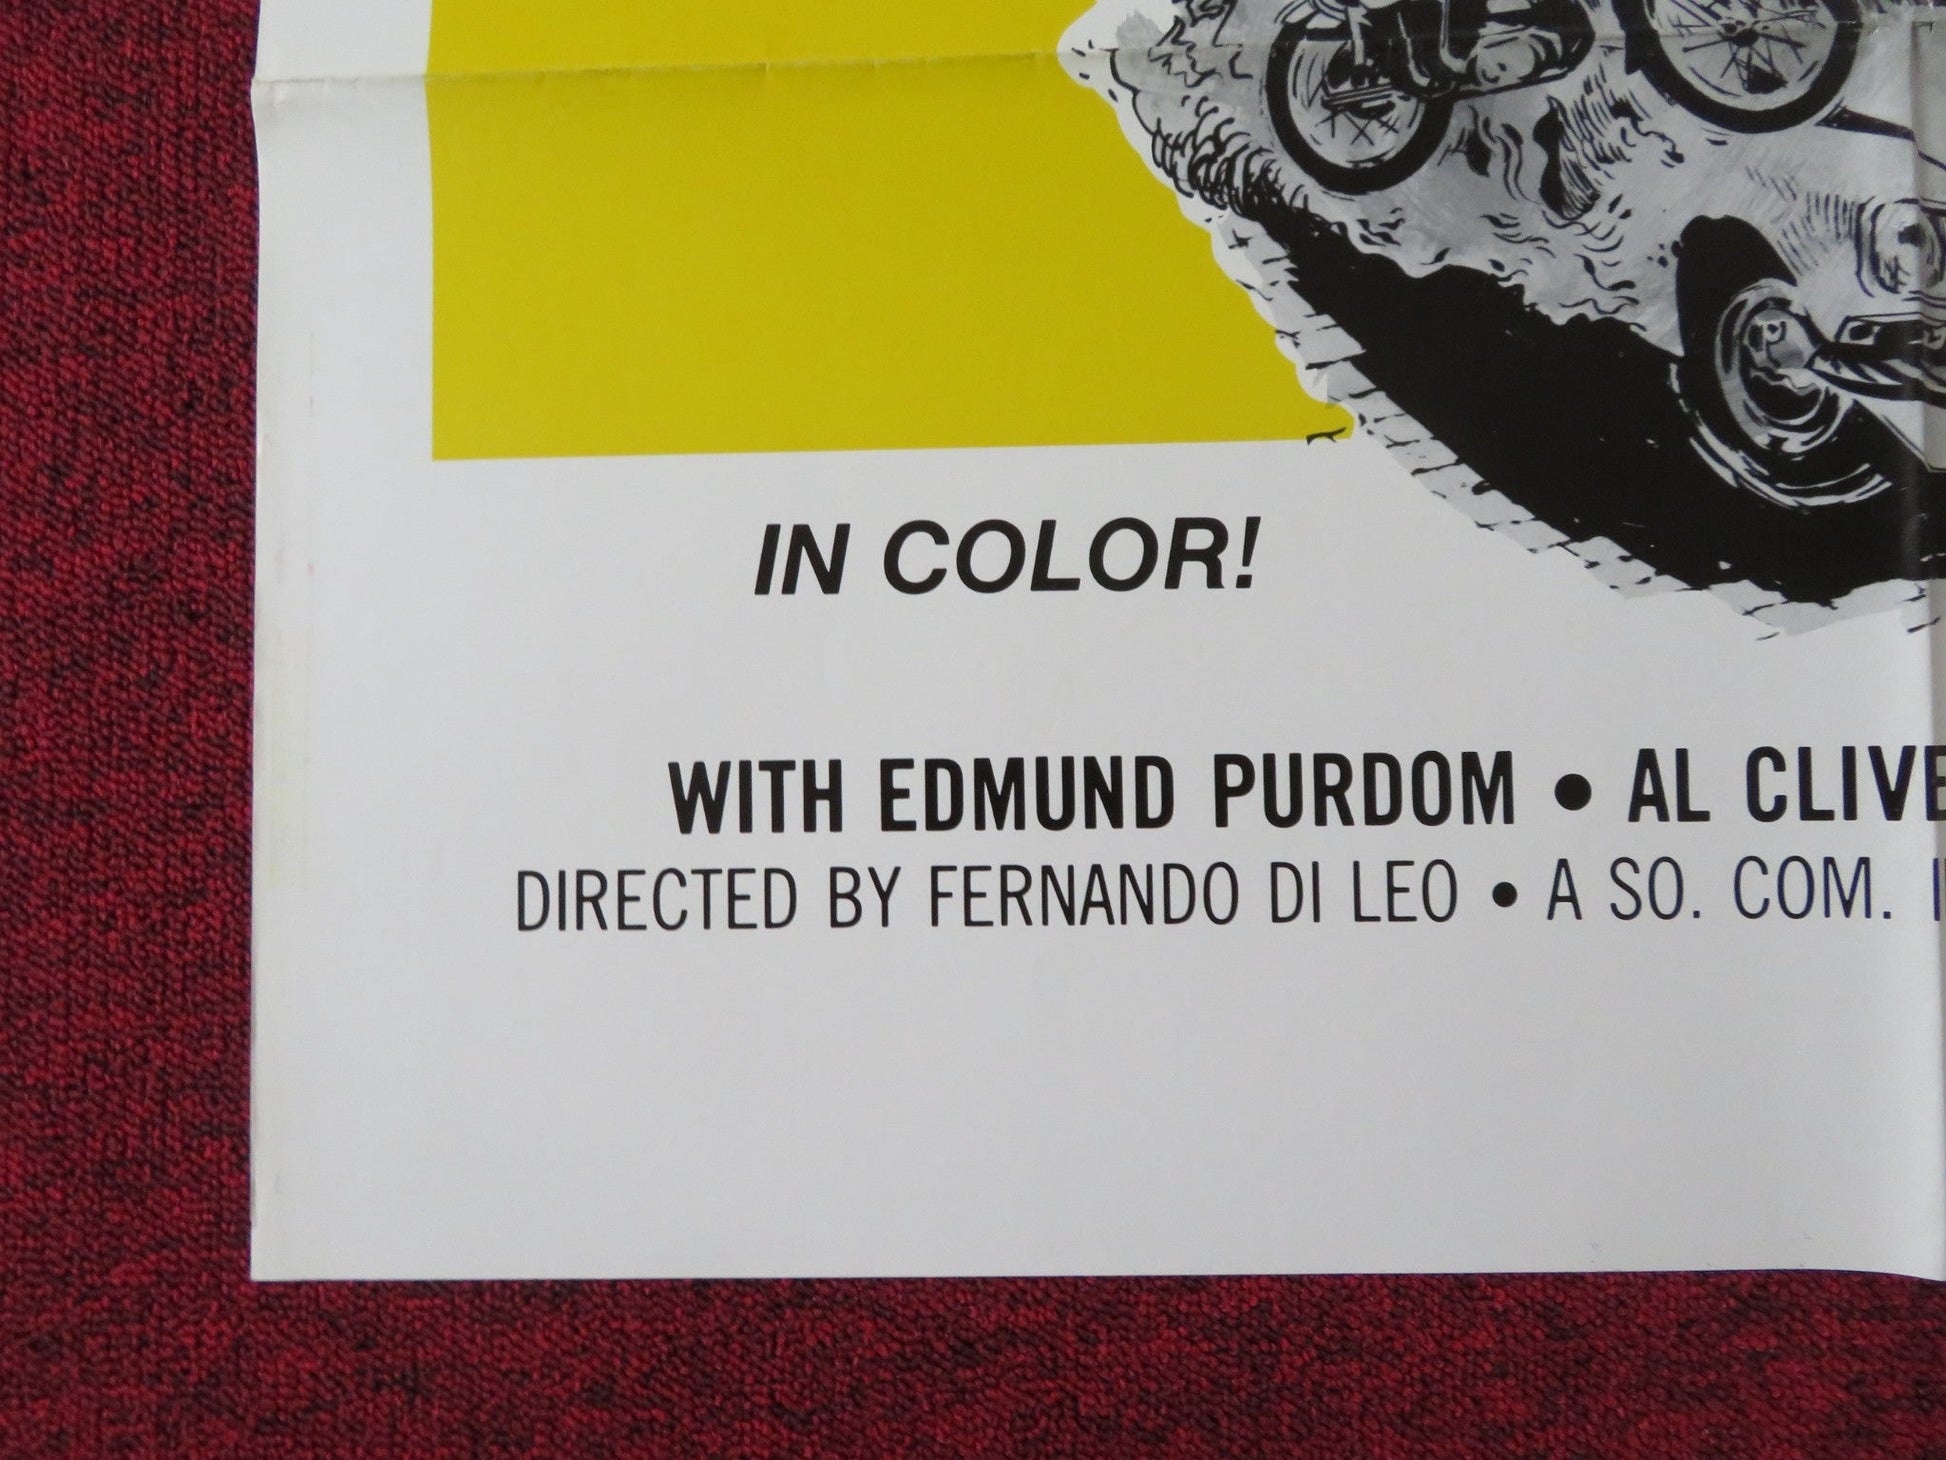 IN COLOR!
WITH EDMUND PURDOM • AL CLIVE
DIRECTED BY FERNANDO DI LEO • A SO. COM.